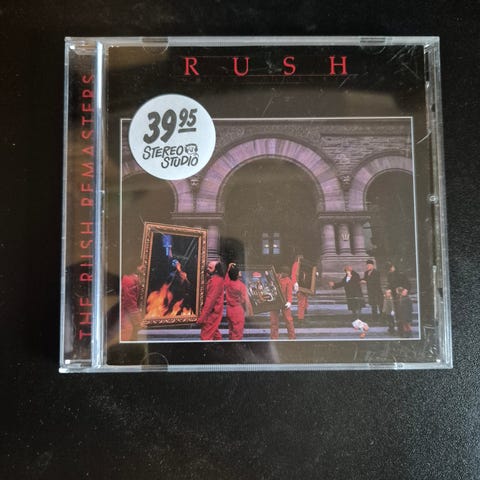 RUSH
39 95
STEREO
STUDIO
THE RUSH REMASTERS